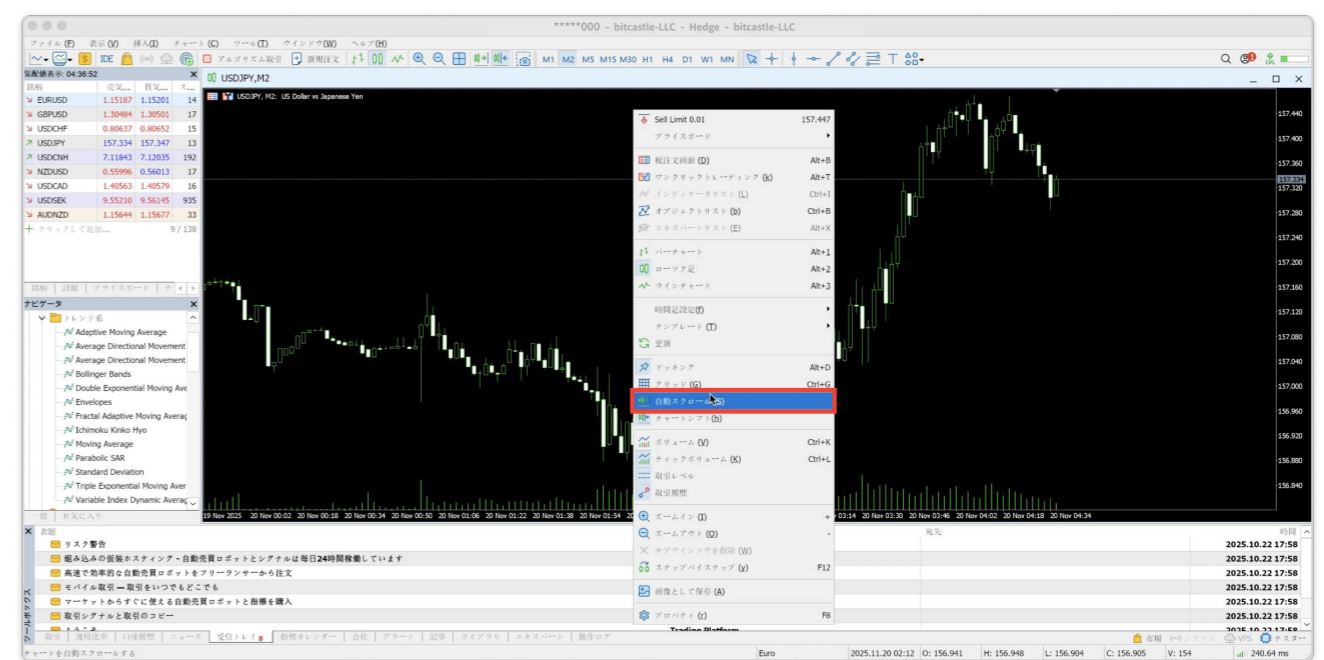 *****000 - bitcastle-LLC - Hedge - bitcastle-LLC
ファイル(F) 表示(V) 挿入(I) チャート(C) ツール(T) ウインドウ(W) ヘルプ(H)
$ IDE アルゴリズム取引 新規注文 M1 M2 M5 M15 M30 H1 H4 D1 W1 MN T LVL
気配値表示: 04:36:52
銘柄 売気... 買気... ス...
EURUSD 1.15187 1.15201 14
GBPUSD 1.30484 1.30501 17
USDCHF 0.80637 0.80652 15
USDJPY 157.334 157.347 13
USDCNH 7.11843 7.12035 192
NZDUSD 0.55996 0.56013 17
USDCAD 1.40563 1.40579 16
USDSEK 9.55210 9.56145 935
AUDNZD 1.15644 1.15677 33
クリックして追加... 9 / 138
銘柄 詳細 プライスボード テ
ナビゲータ
トレンド系
Adaptive Moving Average
Average Directional Movement
Average Directional Movement
Bollinger Bands
Double Exponential Moving Ave
Envelopes
Fractal Adaptive Moving Averag
Ichimoku Kinko Hyo
Moving Average
Parabolic SAR
Standard Deviation
Triple Exponential Moving Aver
Variable Index Dynamic Averag
一般 お気に入り
USDJPY,M2
USDJPY, M2: US Dollar vs Japanese Yen
Sell Limit 0.01 157.447
プライスボード
板注文画面 (D) Alt+B
ワンクリックトレーディング (k) Alt+T
インディケータリスト (L) Ctrl+I
オブジェクトリスト (b) Ctrl+B
エキスパートリスト (E) Alt+X
バーチャート Alt+1
ローソク足 Alt+2
ラインチャート Alt+3
時間足設定(f)
テンプレート (T)
更新
ドッキング Alt+D
グリッド (G) Ctrl+G
自動スクロール(S)
チャートシフト(h)
ボリューム (V) Ctrl+K
ティックボリューム (K) Ctrl+L
取引レベル
取引履歴
ズームイン (I) +
ズームアウト (O) -
サブウインドウを削除 (W)
ステップバイステップ (y) F12
画像として保存 (A)
プロパティ (r) F8
157.440
157.400
157.360
157.334
157.320
157.280
157.240
157.200
157.160
157.120
157.080
157.040
157.000
156.960
156.920
156.880
156.840
19 Nov 2025 20 Nov 00:02 20 Nov 00:18 20 Nov 00:34 20 Nov 00:50 20 Nov 01:06 20 Nov 01:22 20 Nov 01:38 20 Nov 01:54 03:14 20 Nov 03:30 20 Nov 03:46 20 Nov 04:02 20 Nov 04:18 20 Nov 04:34
表題 宛先 時間
リスク警告 2025.10.22 17:58
組み込みの仮装ホスティング - 自動売買ロボットとシグナルは毎日24時間稼働しています 2025.10.22 17:58
高速で効率的な自動売買ロボットをフリーランサーから注文 2025.10.22 17:58
モバイル取引 — 取引をいつでもどこでも 2025.10.22 17:58
マーケットからすぐに使える自動売買ロボットと指標を購入 2025.10.22 17:58
取引シグナルと取引のコピー 2025.10.22 17:58
ようこそ Trading Platform 2025.10.22 17:58
ツールボックス
取引 運用比率 口座履歴 ニュース 受信トレイ 8 指標カレンダー 会社 アラート 記事 ライブラリ エキスパート 操作ログ 市場 シグナル VPS テスター
チャートを自動スクロールする Euro 2025.11.20 02:12 O: 156.941 H: 156.948 L: 156.904 C: 156.905 V: 154 240.64 ms